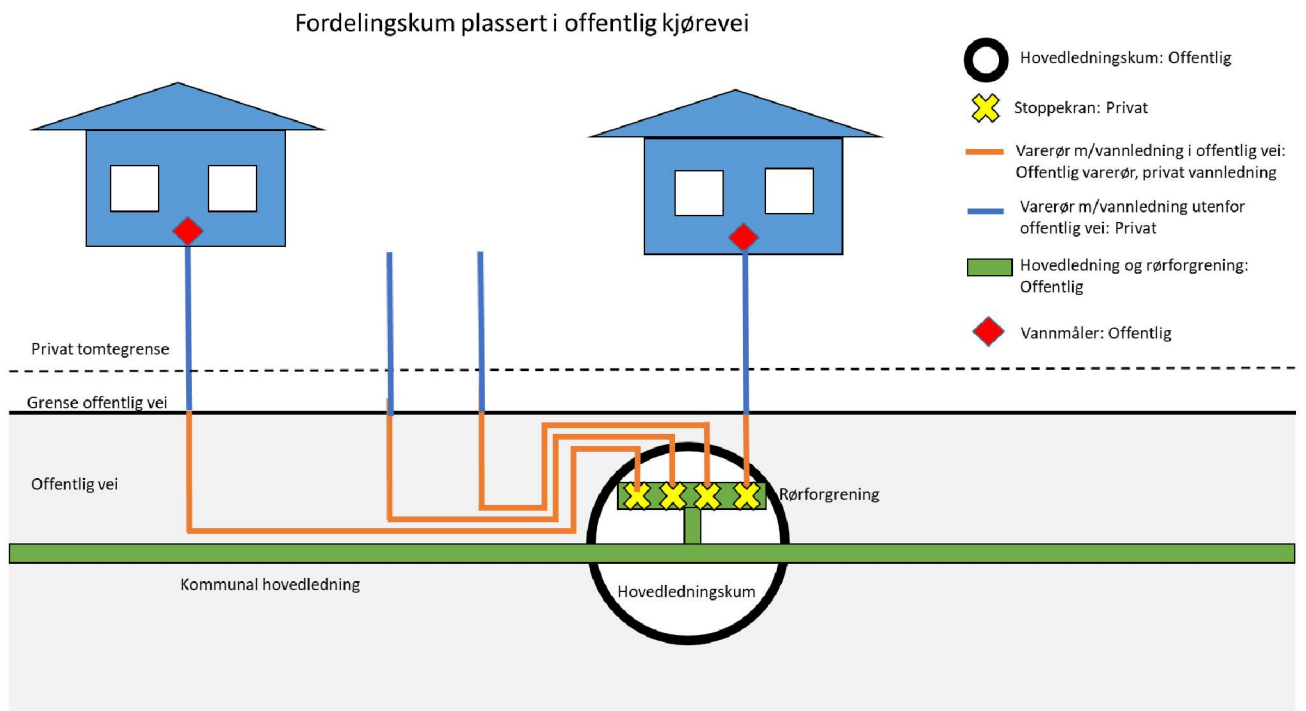 Fordelingskum plassert i offentlig kjørevei
Hovedledningskum: Offentlig
Stoppekran: Privat
Varerør m/vannledning i offentlig vei:
Offentlig varerør, privat vannledning
Varerør m/vannledning utenfor
offentlig vei: Privat
Hovedledning og rørforgrening:
Offentlig
Vannmåler: Offentlig
Privat tomtegrense
Grense offentlig vei
Offentlig vei
Rørforgrening
Kommunal hovedledning
Hovedledningskum